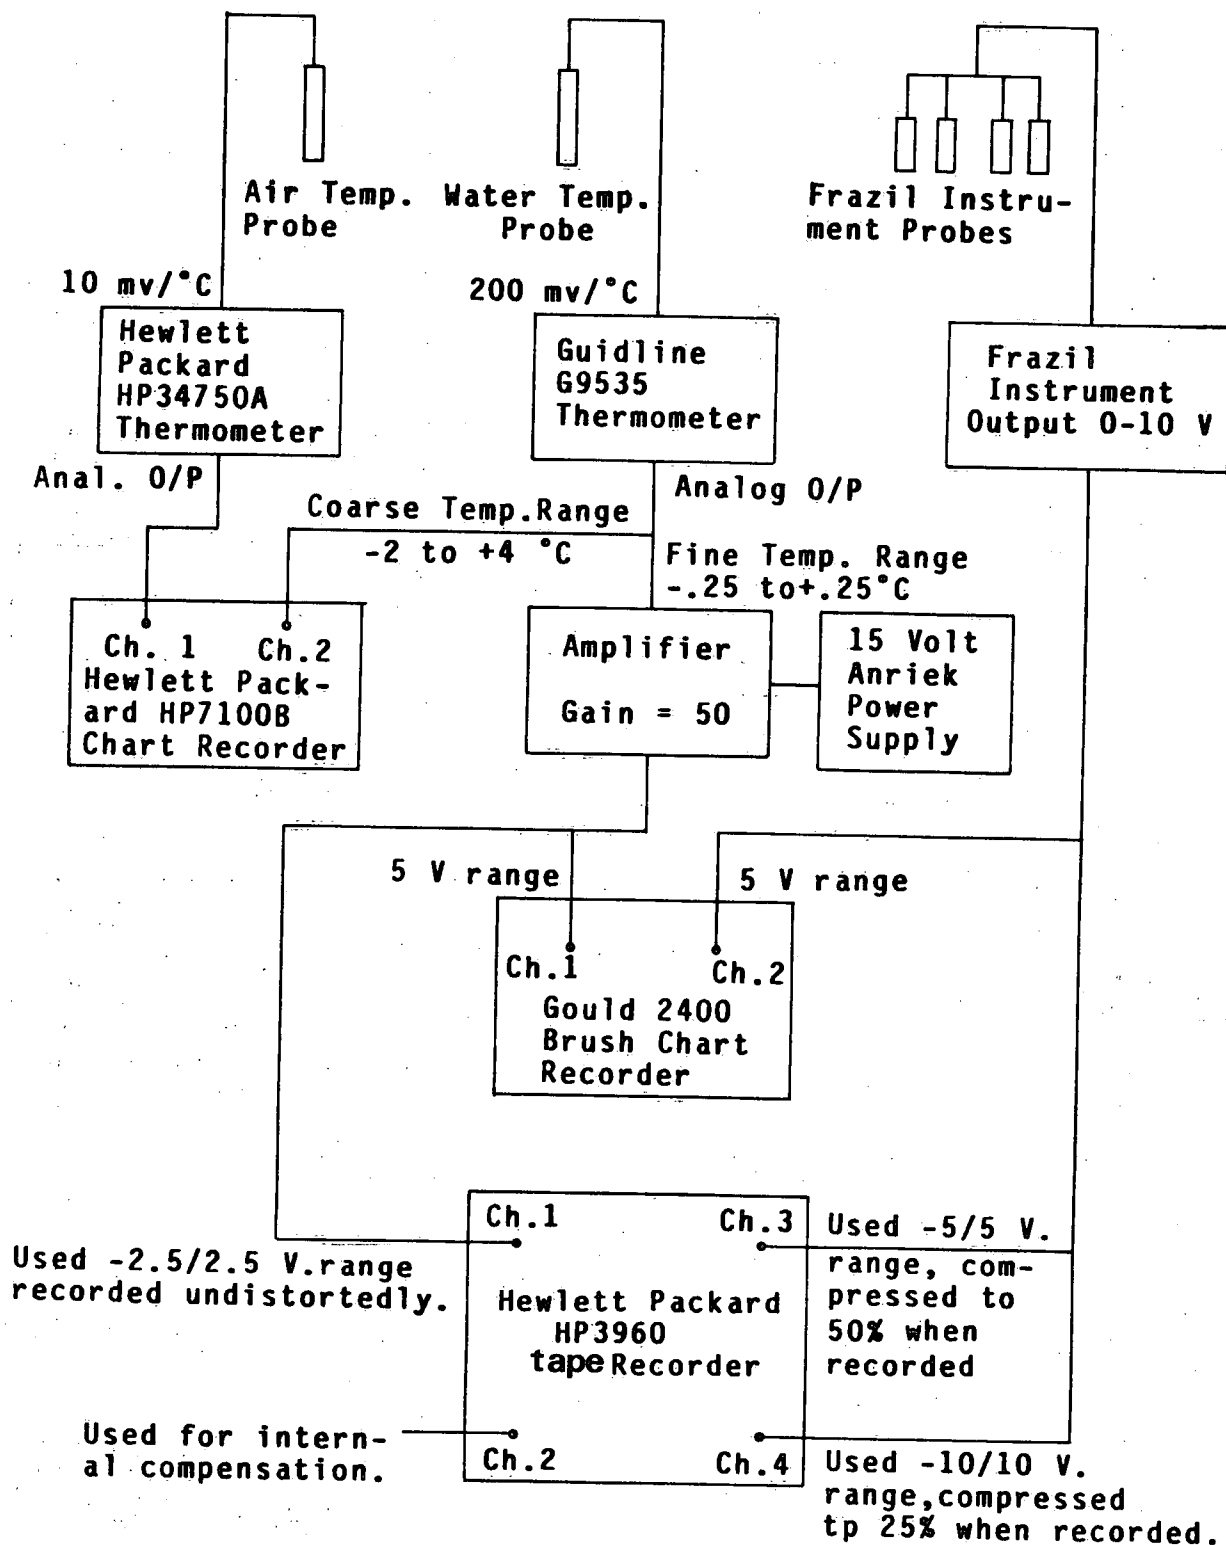 Air Temp.
Probe
Water Temp.
Probe
Frazil Instru-
ment Probes
10 mv/°C
200 mv/°C
Hewlett
Packard
HP34750A
Thermometer
Guidline
G9535
Thermometer
Frazil
Instrument
Output 0-10 V
Anal. O/P
Analog O/P
Coarse Temp.Range
-2 to +4 °C
Fine Temp. Range
-.25 to+.25°C
Ch. 1
Ch.2
Hewlett Pack-
ard HP7100B
Chart Recorder
Amplifier
Gain = 50
15 Volt
Anriek
Power
Supply
5 V range
5 V range
Ch.1
Ch.2
Gould 2400
Brush Chart
Recorder
Ch.1
Ch.3
Used -2.5/2.5 V.range
recorded undistortedly.
Used -5/5 V.
range, com-
pressed to
50% when
recorded
Hewlett Packard
HP3960
tape Recorder
Used for intern-
al compensation.
Ch.2
Ch.4
Used -10/10 V.
range,compressed
tp 25% when recorded.